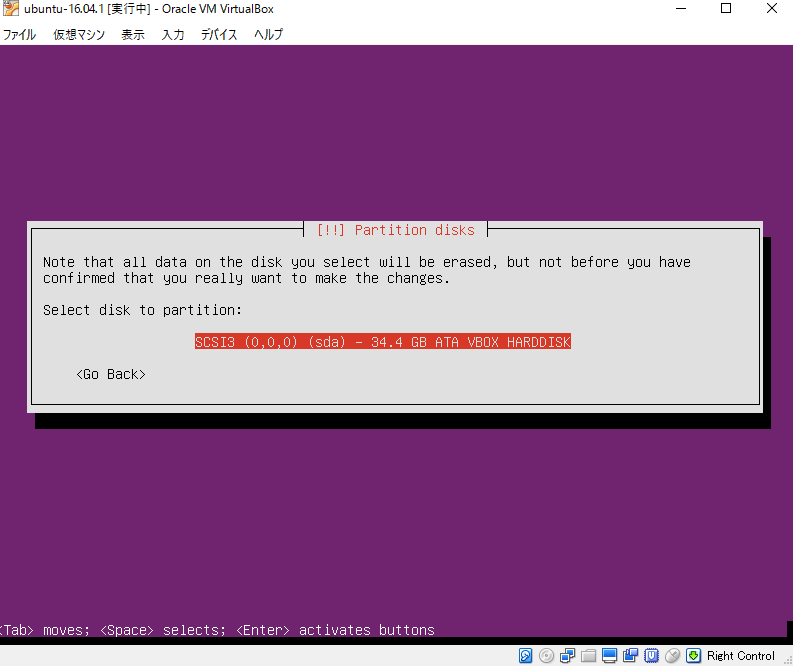 ubuntu-16.04.1 [実行中] - Oracle VM VirtualBox
ファイル 仮想マシン 表示 入力 デバイス ヘルプ
[!!] Partition disks
Note that all data on the disk you select will be erased, but not before you have
confirmed that you really want to make the changes.
Select disk to partition:
SCSI3 (0,0,0) (sda) - 34.4 GB ATA VBOX HARDDISK
<Go Back>
<Tab> moves; <Space> selects; <Enter> activates buttons
Right Control